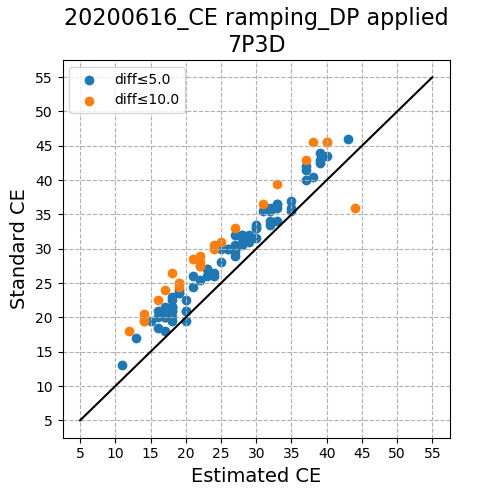 20200616_CE ramping_DP applied
7P3D
diff≤5.0
diff≤10.0
Standard CE
55
50
45
40
35
30
25
20
15
10
5
5 10 15 20 25 30 35 40 45 50 55
Estimated CE